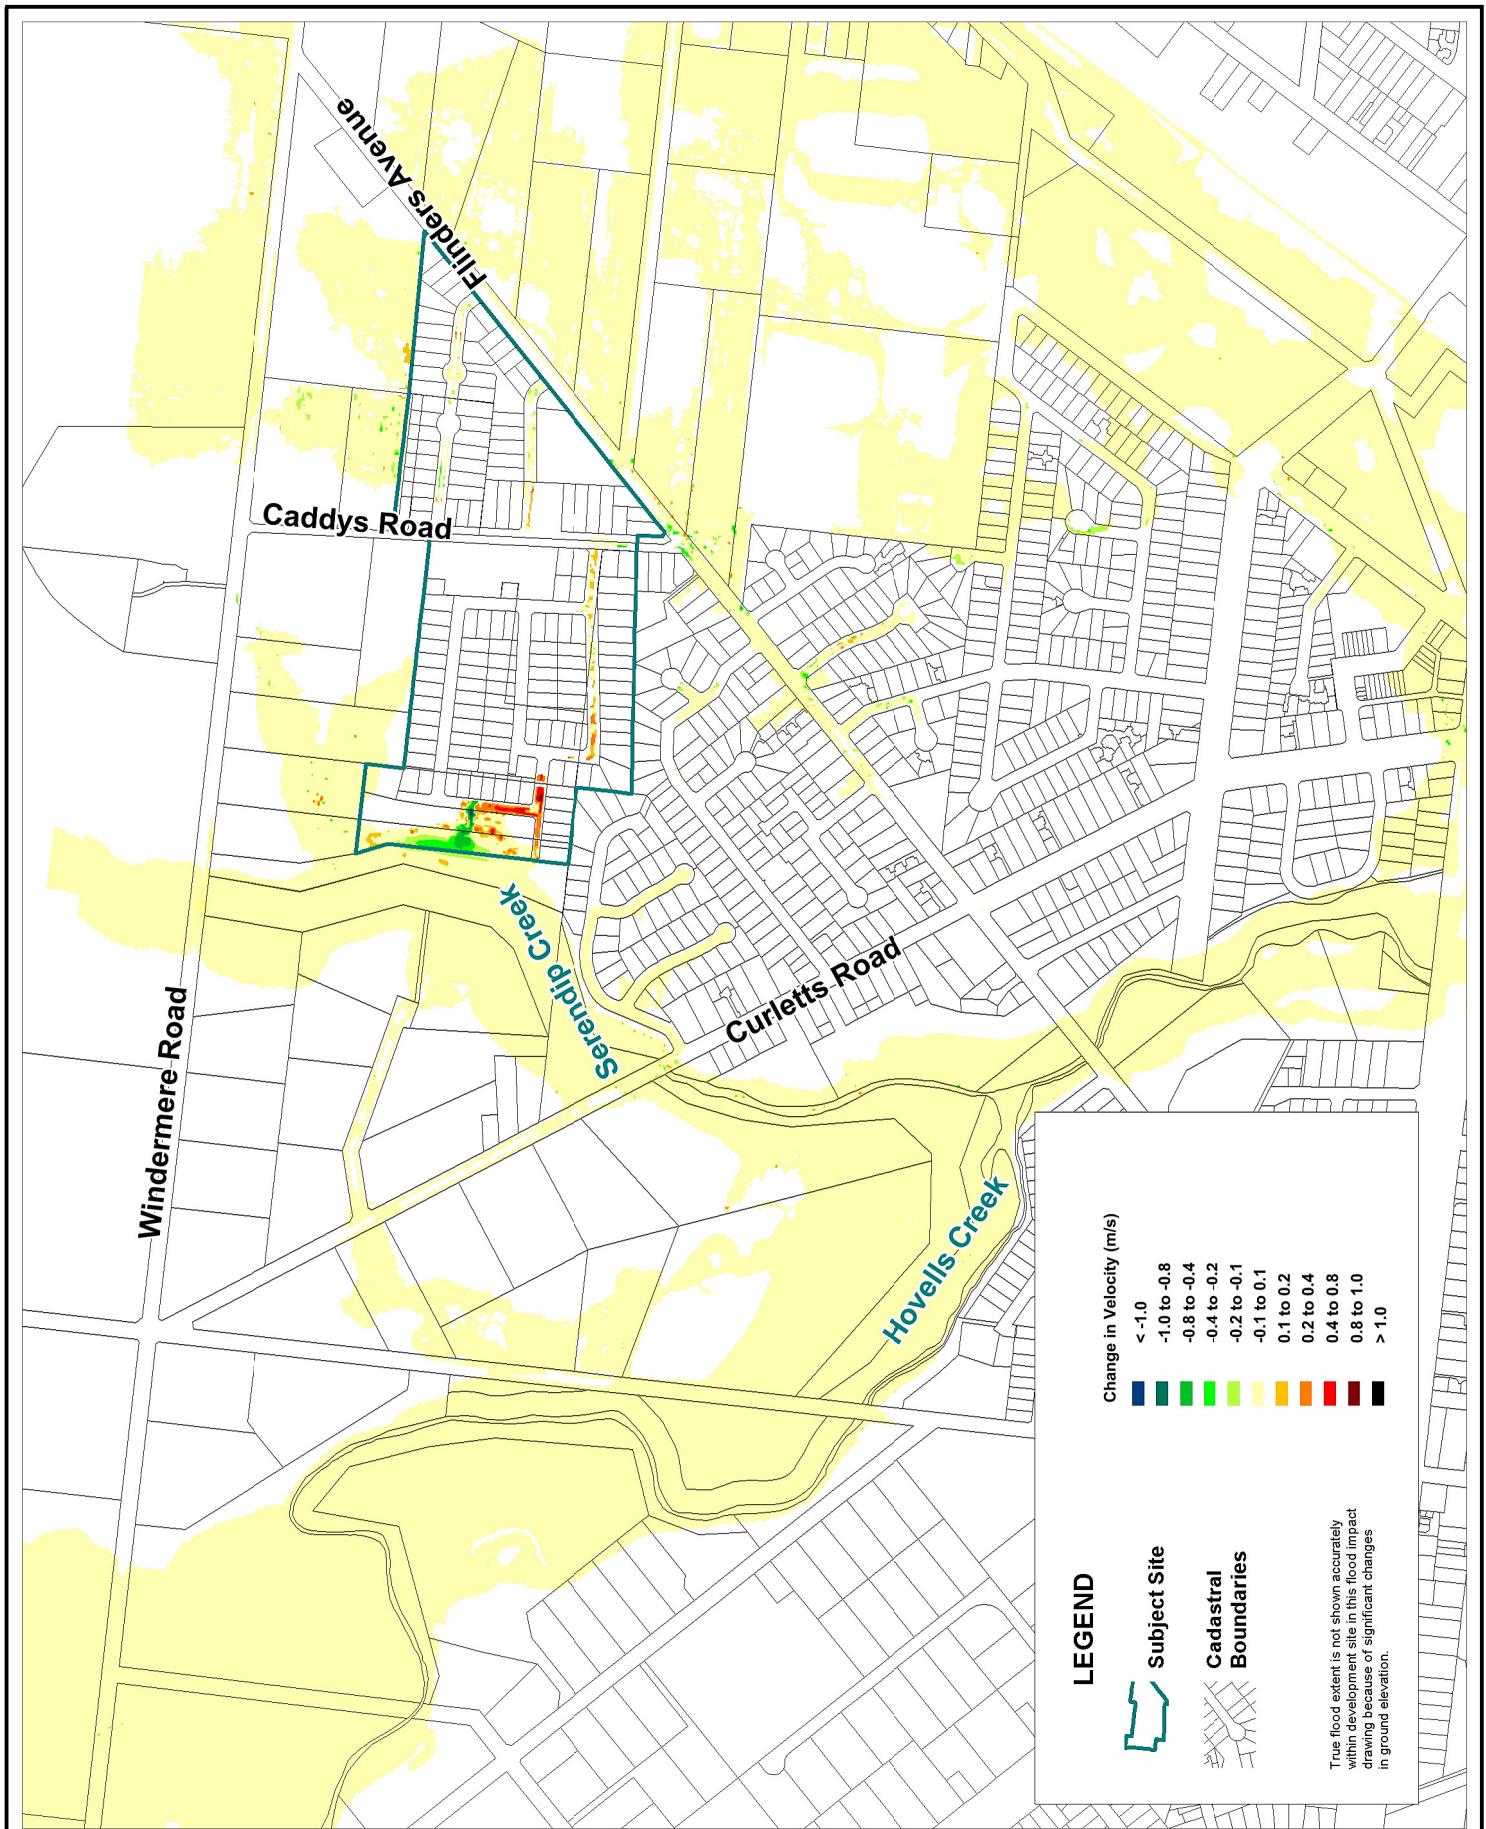 Flinders Avenue
Caddys Road
Windermere Road
Serendip Creek
Curletts Road
Hovells Creek
LEGEND
Subject Site
Cadastral
Boundaries
True flood extent is not shown accurately
within development site in this flood impact
drawing because of significant changes
in ground elevation.
Change in Velocity (m/s)
< -1.0
-1.0 to -0.8
-0.8 to -0.4
-0.4 to -0.2
-0.2 to -0.1
-0.1 to 0.1
0.1 to 0.2
0.2 to 0.4
0.4 to 0.8
0.8 to 1.0
> 1.0